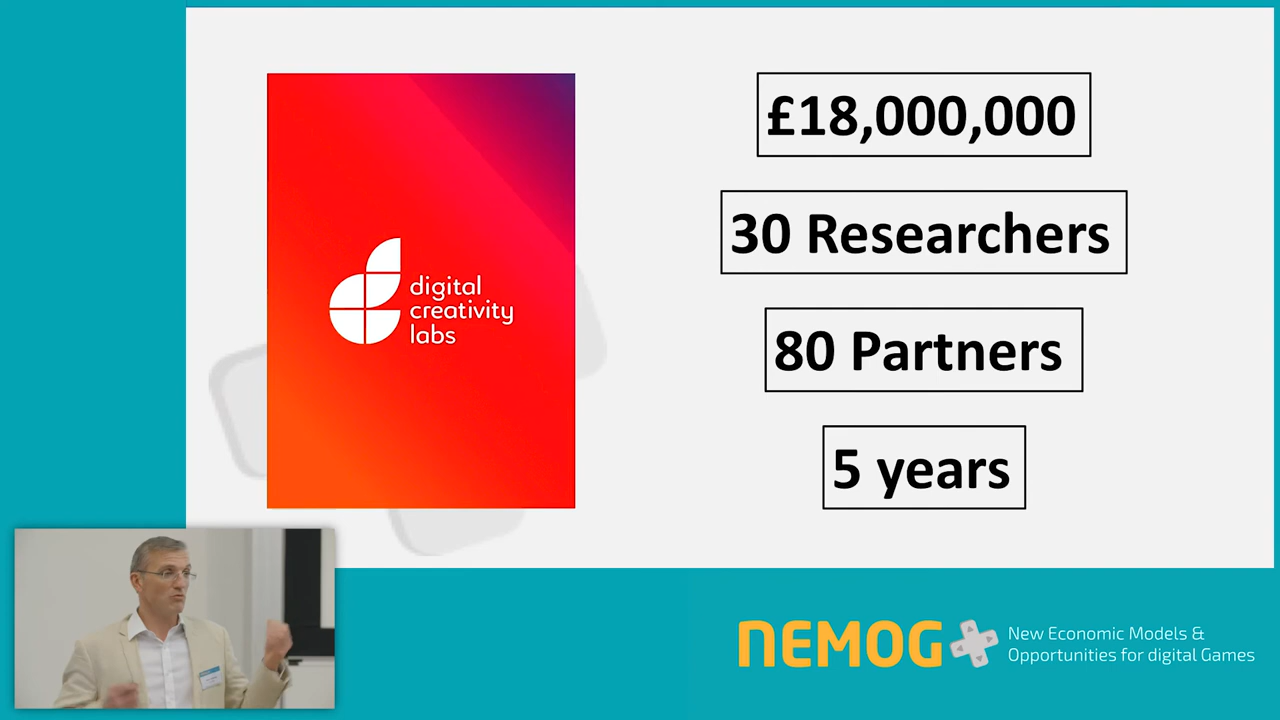 digital
creativity
labs
£18,000,000
30 Researchers
80 Partners
5 years
NEMOG
New Economic Models &
Opportunities for digital Games